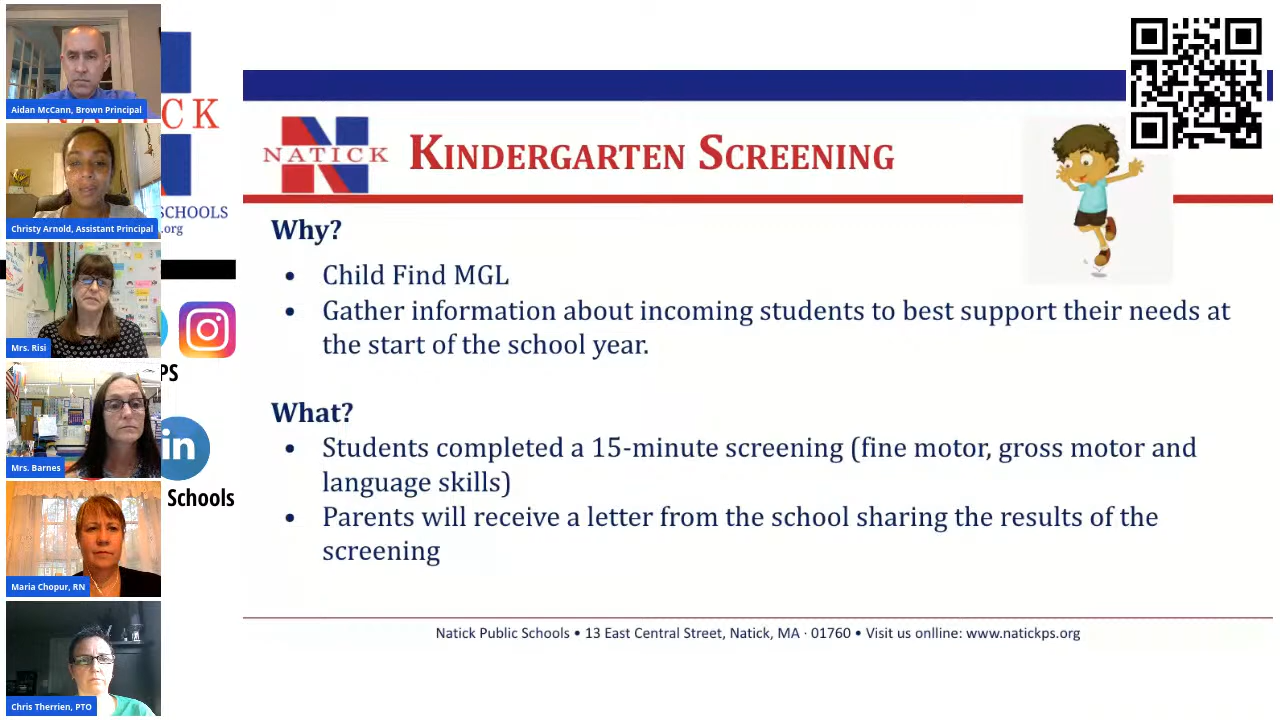 Aidan McCann, Brown Principal
CK
Christy Arnold, Assistant Principal
SCHOOLS
.org
Mrs. Risi
PS
Mrs. Barnes
in
Schools
Maria Chopur, RN
Chris Therrien, PTO
NATICK
KINDERGARTEN SCREENING
Why?
• Child Find MGL
• Gather information about incoming students to best support their needs at
the start of the school year.
What?
• Students completed a 15-minute screening (fine motor, gross motor and
language skills)
• Parents will receive a letter from the school sharing the results of the
screening
Natick Public Schools • 13 East Central Street, Natick, MA · 01760 • Visit us onlline: www.natickps.org